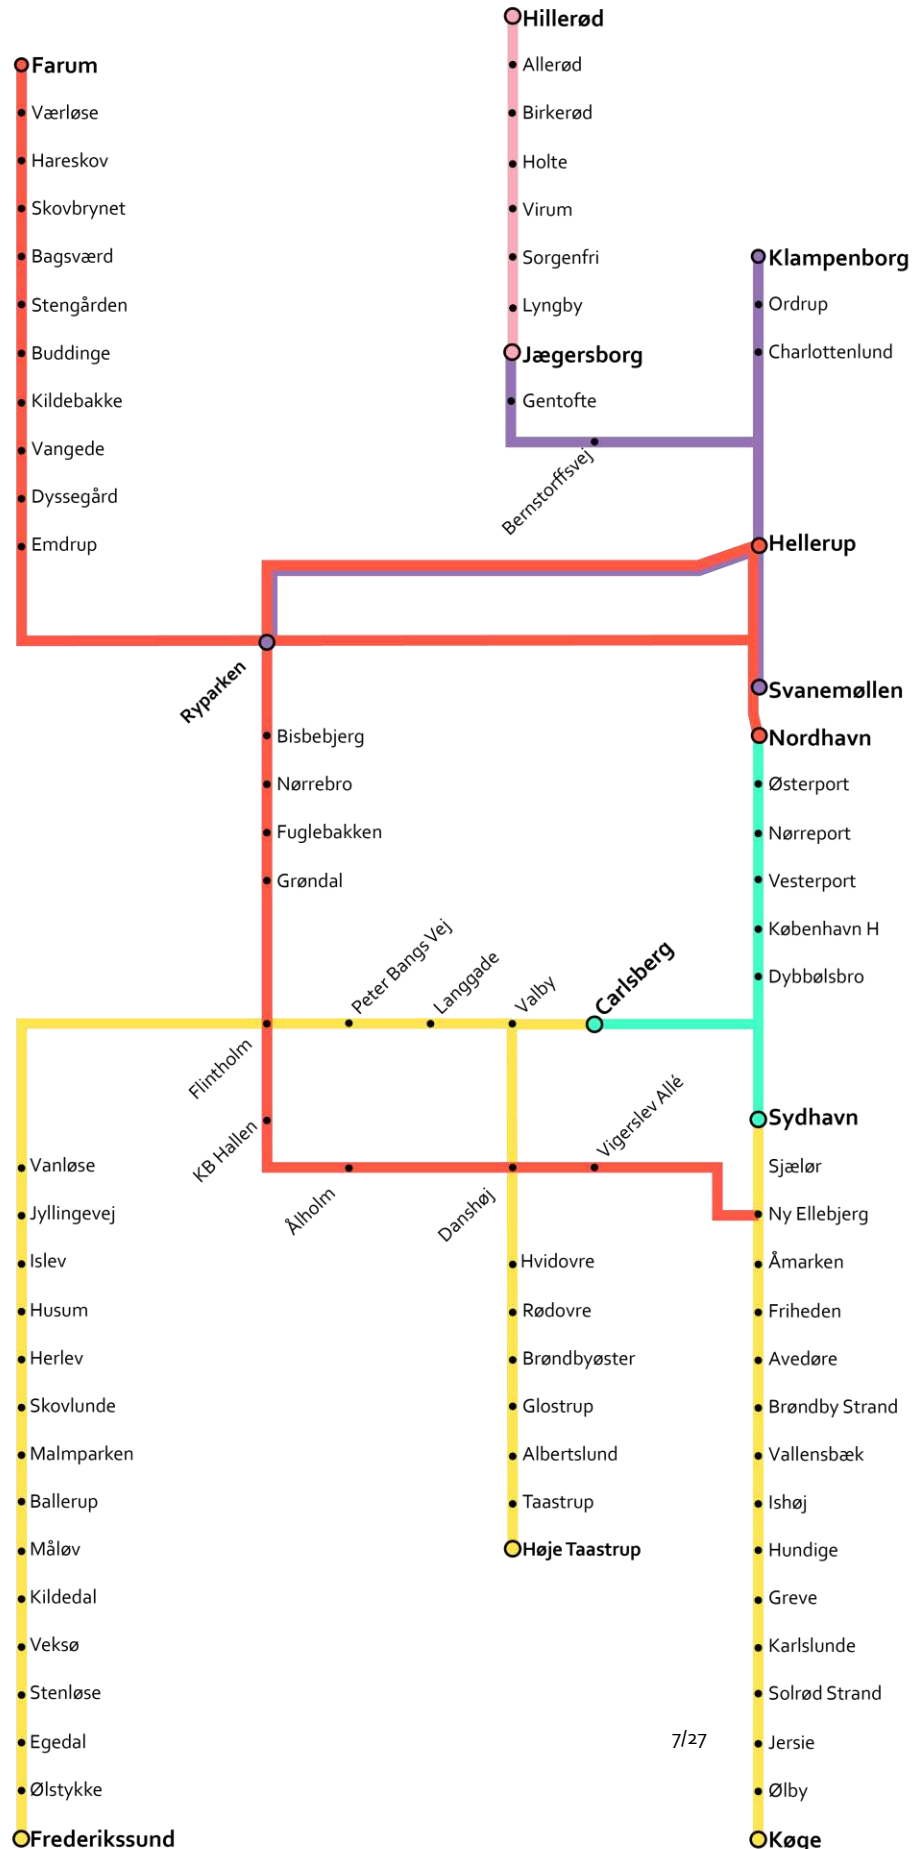 Hillerød
Allerød
Birkerød
Holte
Virum
Sorgenfri
Lyngby
Jægersborg
Gentofte
Bernstorffsvej
Farum
Værløse
Hareskov
Skovbrynet
Bagsværd
Stengården
Buddinge
Kildebakke
Vangede
Dyssegård
Emdrup
Klampenborg
Ordrup
Charlottenlund
Hellerup
Svanemøllen
Nordhavn
Østerport
Nørreport
Vesterport
København H
Dybbølsbro
Ryparken
Bisbebjerg
Nørrebro
Fuglebakken
Grøndal
Flintholm
Peter Bangs Vej
Langgade
Valby
Carlsberg
KB Hallen
Ålholm
Danshøj
Vigerslev Allé
Sydhavn
Sjælør
Ny Ellebjerg
Åmarken
Friheden
Avedøre
Brøndby Strand
Vallensbæk
Ishøj
Hundige
Greve
Karlslunde
Solrød Strand
Jersie
Ølby
Køge
Vanløse
Jyllingevej
Islev
Husum
Herlev
Skovlunde
Malmparken
Ballerup
Måløv
Kildedal
Veksø
Stenløse
Egedal
Ølstykke
Frederikssund
Hvidovre
Rødovre
Brøndbyøster
Glostrup
Albertslund
Taastrup
Høje Taastrup
7/27